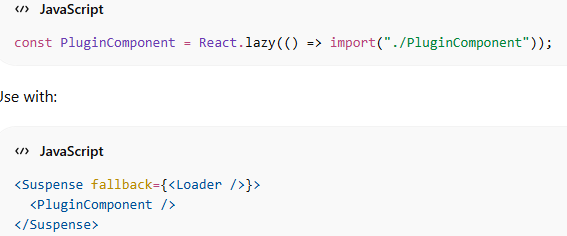 </> JavaScript
const PluginComponent = React.lazy(() => import("./PluginComponent"));
Use with:
</> JavaScript
<Suspense fallback={<Loader />}>
  <PluginComponent />
</Suspense>